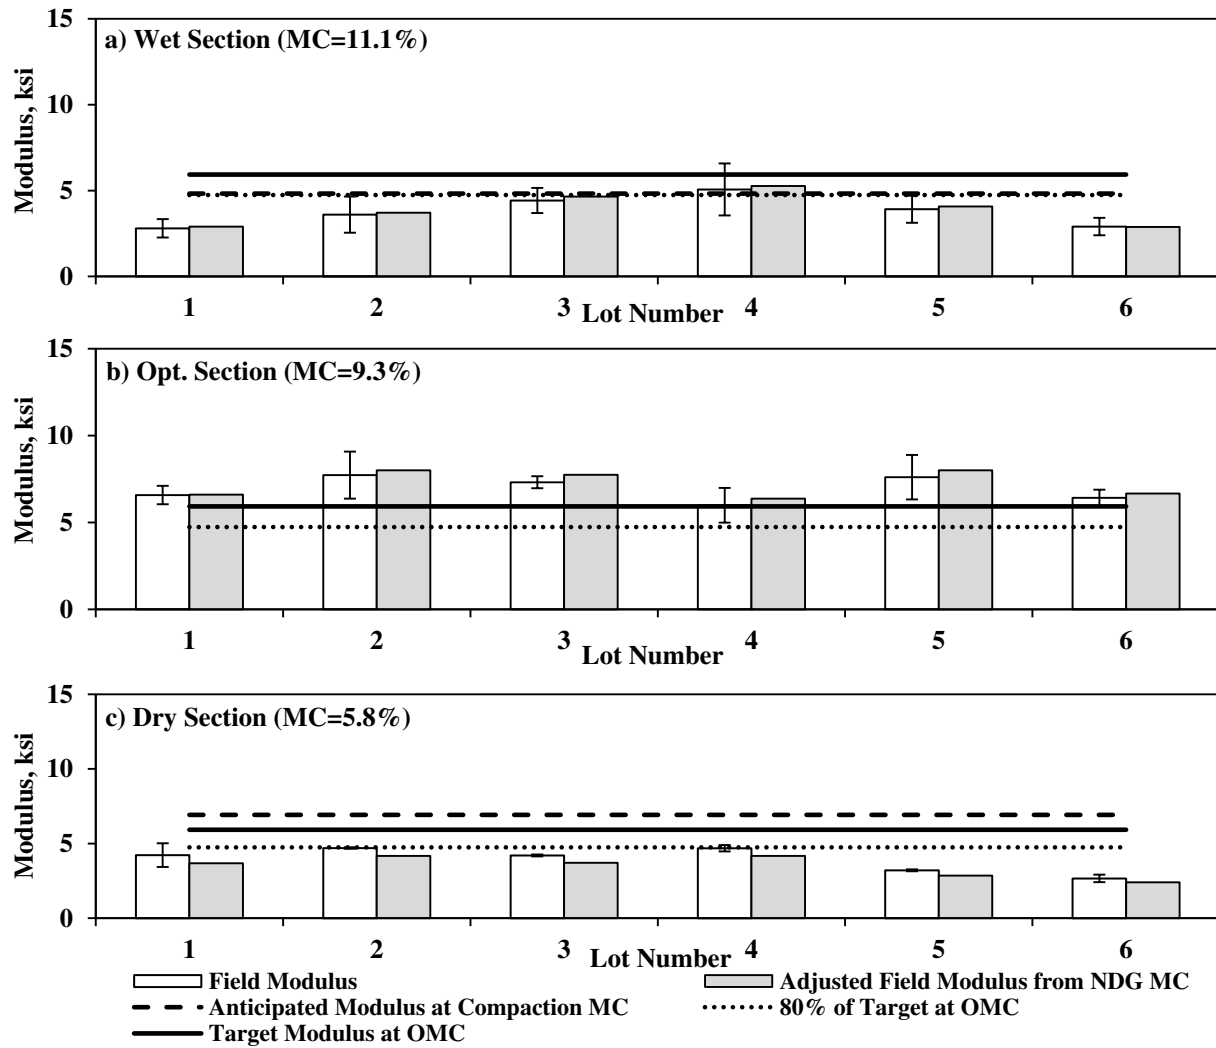 15
a) Wet Section (MC=11.1%)
10
Modulus, ksi
5
0
1 2 3 4 5 6
Lot Number
15
b) Opt. Section (MC=9.3%)
10
Modulus, ksi
5
0
1 2 3 4 5 6
Lot Number
15
c) Dry Section (MC=5.8%)
10
Modulus, ksi
5
0
1 2 3 4 5 6
Lot Number
Field Modulus
Adjusted Field Modulus from NDG MC
Anticipated Modulus at Compaction MC
80% of Target at OMC
Target Modulus at OMC